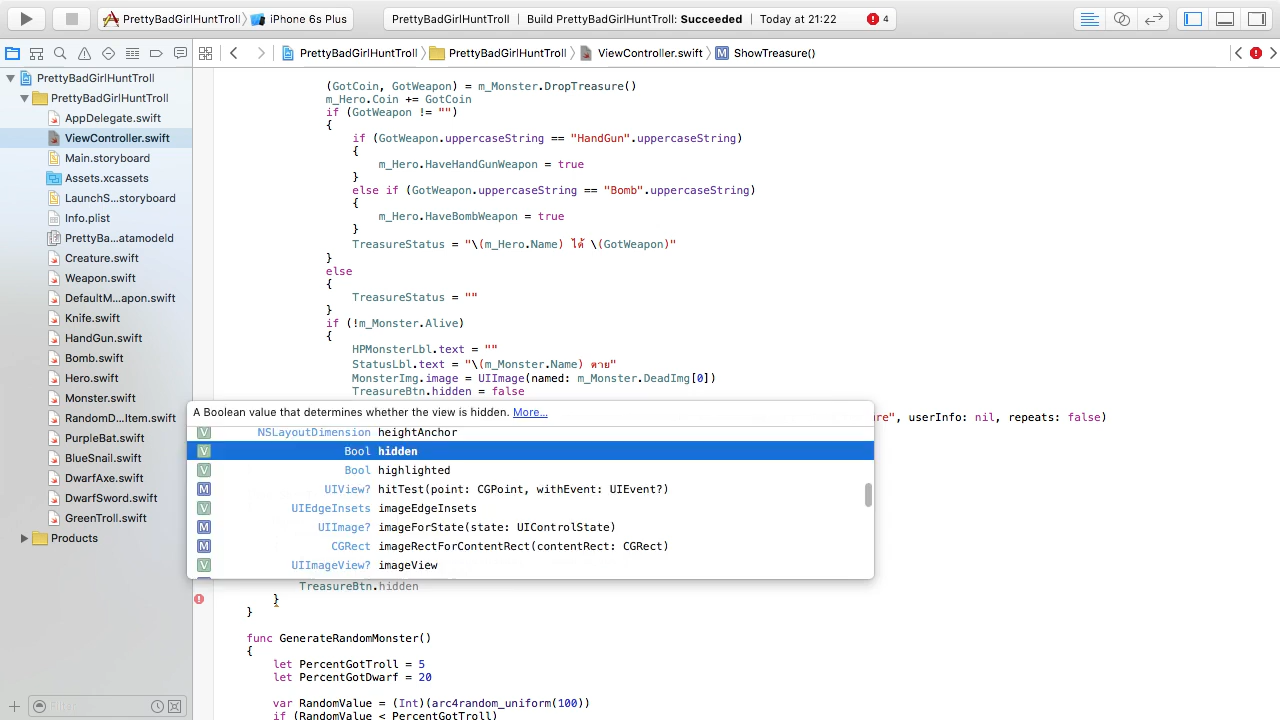 PrettyBadGirlHuntTroll
iPhone 6s Plus
PrettyBadGirlHuntTroll
Build PrettyBadGirlHuntTroll: Succeeded
Today at 21:22
4
PrettyBadGirlHuntTroll
PrettyBadGirlHuntTroll
ViewController.swift
M
ShowTreasure()
PrettyBadGirlHuntTroll
PrettyBadGirlHuntTroll
AppDelegate.swift
ViewController.swift
Main.storyboard
Assets.xcassets
LaunchS...storyboard
Info.plist
PrettyBa...atamodeld
Creature.swift
Weapon.swift
DefaultM...apon.swift
Knife.swift
HandGun.swift
Bomb.swift
Hero.swift
Monster.swift
RandomD...Item.swift
PurpleBat.swift
BlueSnail.swift
DwarfAxe.swift
DwarfSword.swift
GreenTroll.swift
Products
Filter
(GotCoin, GotWeapon) = m_Monster.DropTreasure()
m_Hero.Coin += GotCoin
if (GotWeapon != "")
{
if (GotWeapon.uppercaseString == "HandGun".uppercaseString)
{
m_Hero.HaveHandGunWeapon = true
}
else if (GotWeapon.uppercaseString == "Bomb".uppercaseString)
{
m_Hero.HaveBombWeapon = true
}
TreasureStatus = "\(m_Hero.Name) ได้ \(GotWeapon)"
}
else
{
TreasureStatus = ""
}
if (!m_Monster.Alive)
{
HPMonsterLbl.text = ""
StatusLbl.text = "\(m_Monster.Name) ตาย"
MonsterImg.image = UIImage(named: m_Monster.DeadImg[0])
TreasureBtn.hidden = false
A Boolean value that determines whether the view is hidden. More...
re", userInfo: nil, repeats: false)
V NSLayoutDimension heightAnchor
V Bool hidden
V Bool highlighted
M UIView? hitTest(point: CGPoint, withEvent: UIEvent?)
V UIEdgeInsets imageEdgeInsets
M UIImage? imageForState(state: UIControlState)
M CGRect imageRectForContentRect(contentRect: CGRect)
V UIImageView? imageView
TreasureBtn.hidden
}
}
func GenerateRandomMonster()
{
let PercentGotTroll = 5
let PercentGotDwarf = 20
var RandomValue = (Int)(arc4random_uniform(100))
if (RandomValue < PercentGotTroll)